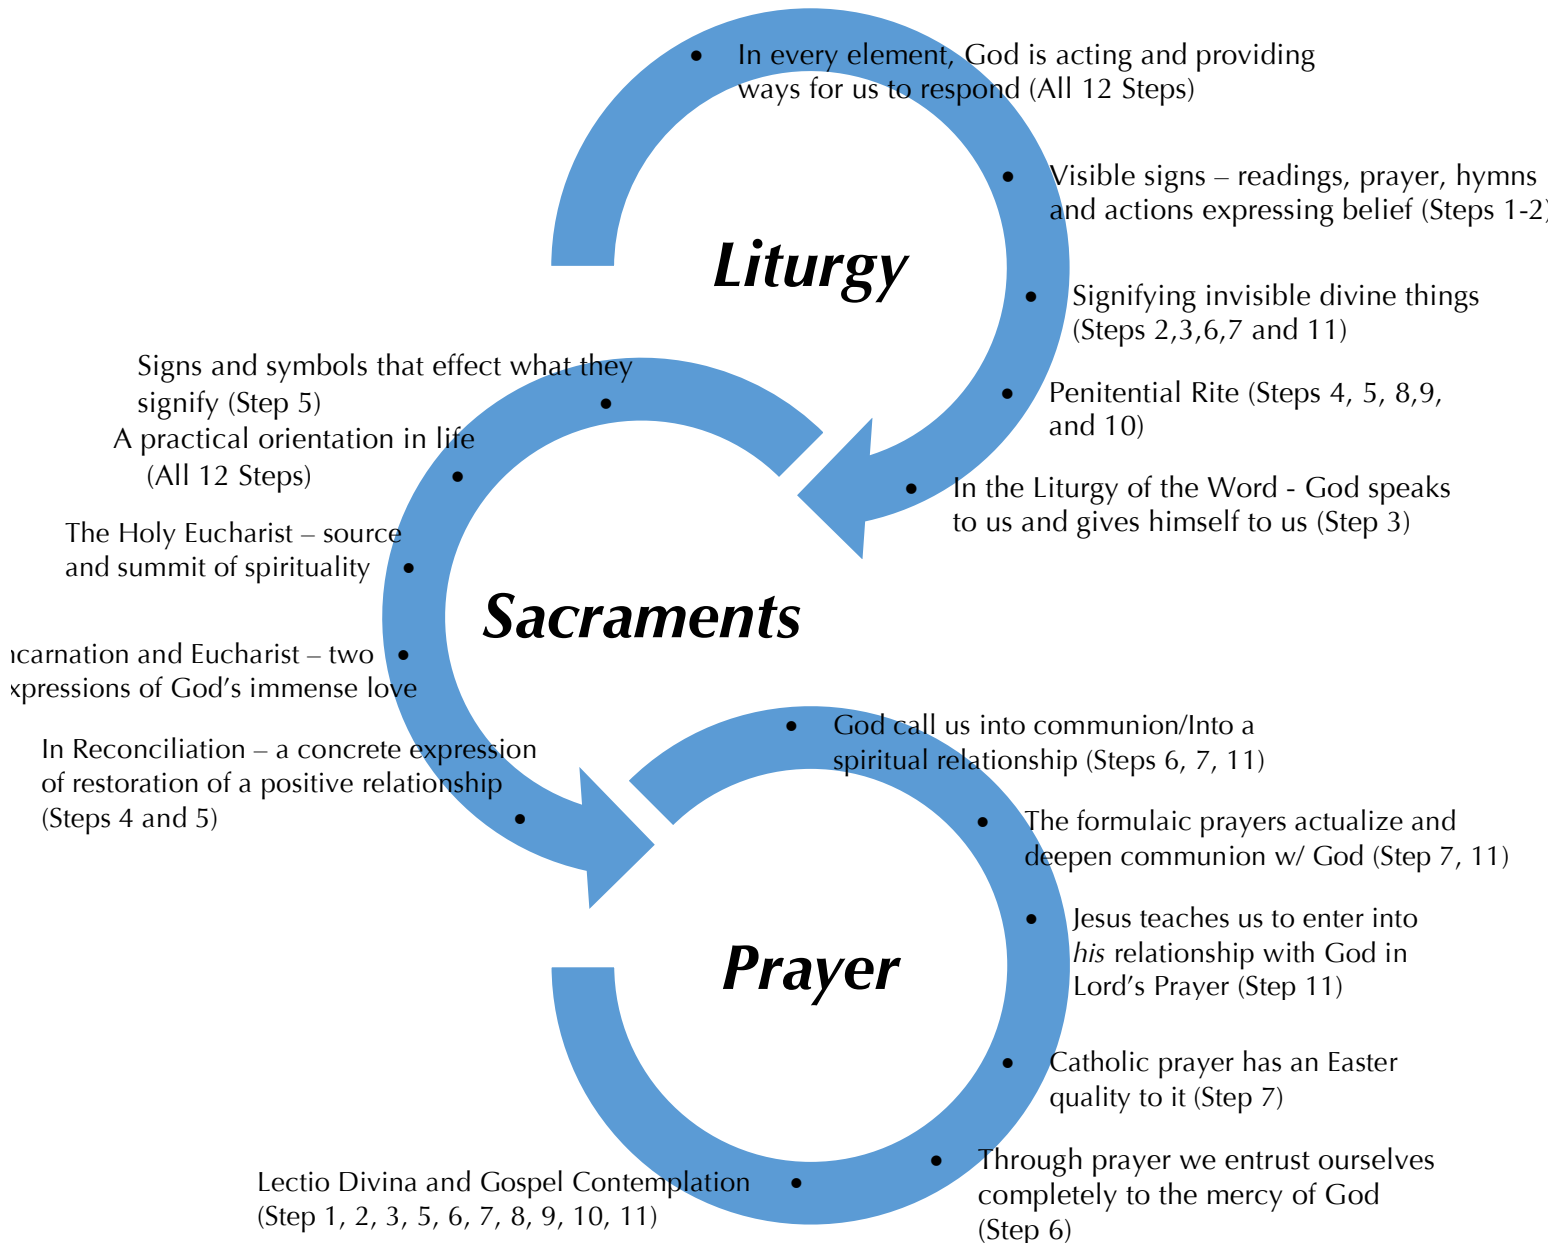 In every element, God is acting and providing
ways for us to respond (All 12 Steps)
Visible signs – readings, prayer, hymns
and actions expressing belief (Steps 1-2)
Liturgy
Signifying invisible divine things
(Steps 2,3,6,7 and 11)
Penitential Rite (Steps 4, 5, 8,9,
and 10)
In the Liturgy of the Word - God speaks
to us and gives himself to us (Step 3)
Signs and symbols that effect what they
signify (Step 5)
A practical orientation in life
(All 12 Steps)
The Holy Eucharist – source
and summit of spirituality
Sacraments
ncarnation and Eucharist – two
xpressions of God’s immense love
In Reconciliation – a concrete expression
of restoration of a positive relationship
(Steps 4 and 5)
God call us into communion/Into a
spiritual relationship (Steps 6, 7, 11)
The formulaic prayers actualize and
deepen communion w/ God (Step 7, 11)
Jesus teaches us to enter into
his relationship with God in
Lord’s Prayer (Step 11)
Prayer
Catholic prayer has an Easter
quality to it (Step 7)
Through prayer we entrust ourselves
completely to the mercy of God
(Step 6)
Lectio Divina and Gospel Contemplation
(Step 1, 2, 3, 5, 6, 7, 8, 9, 10, 11)